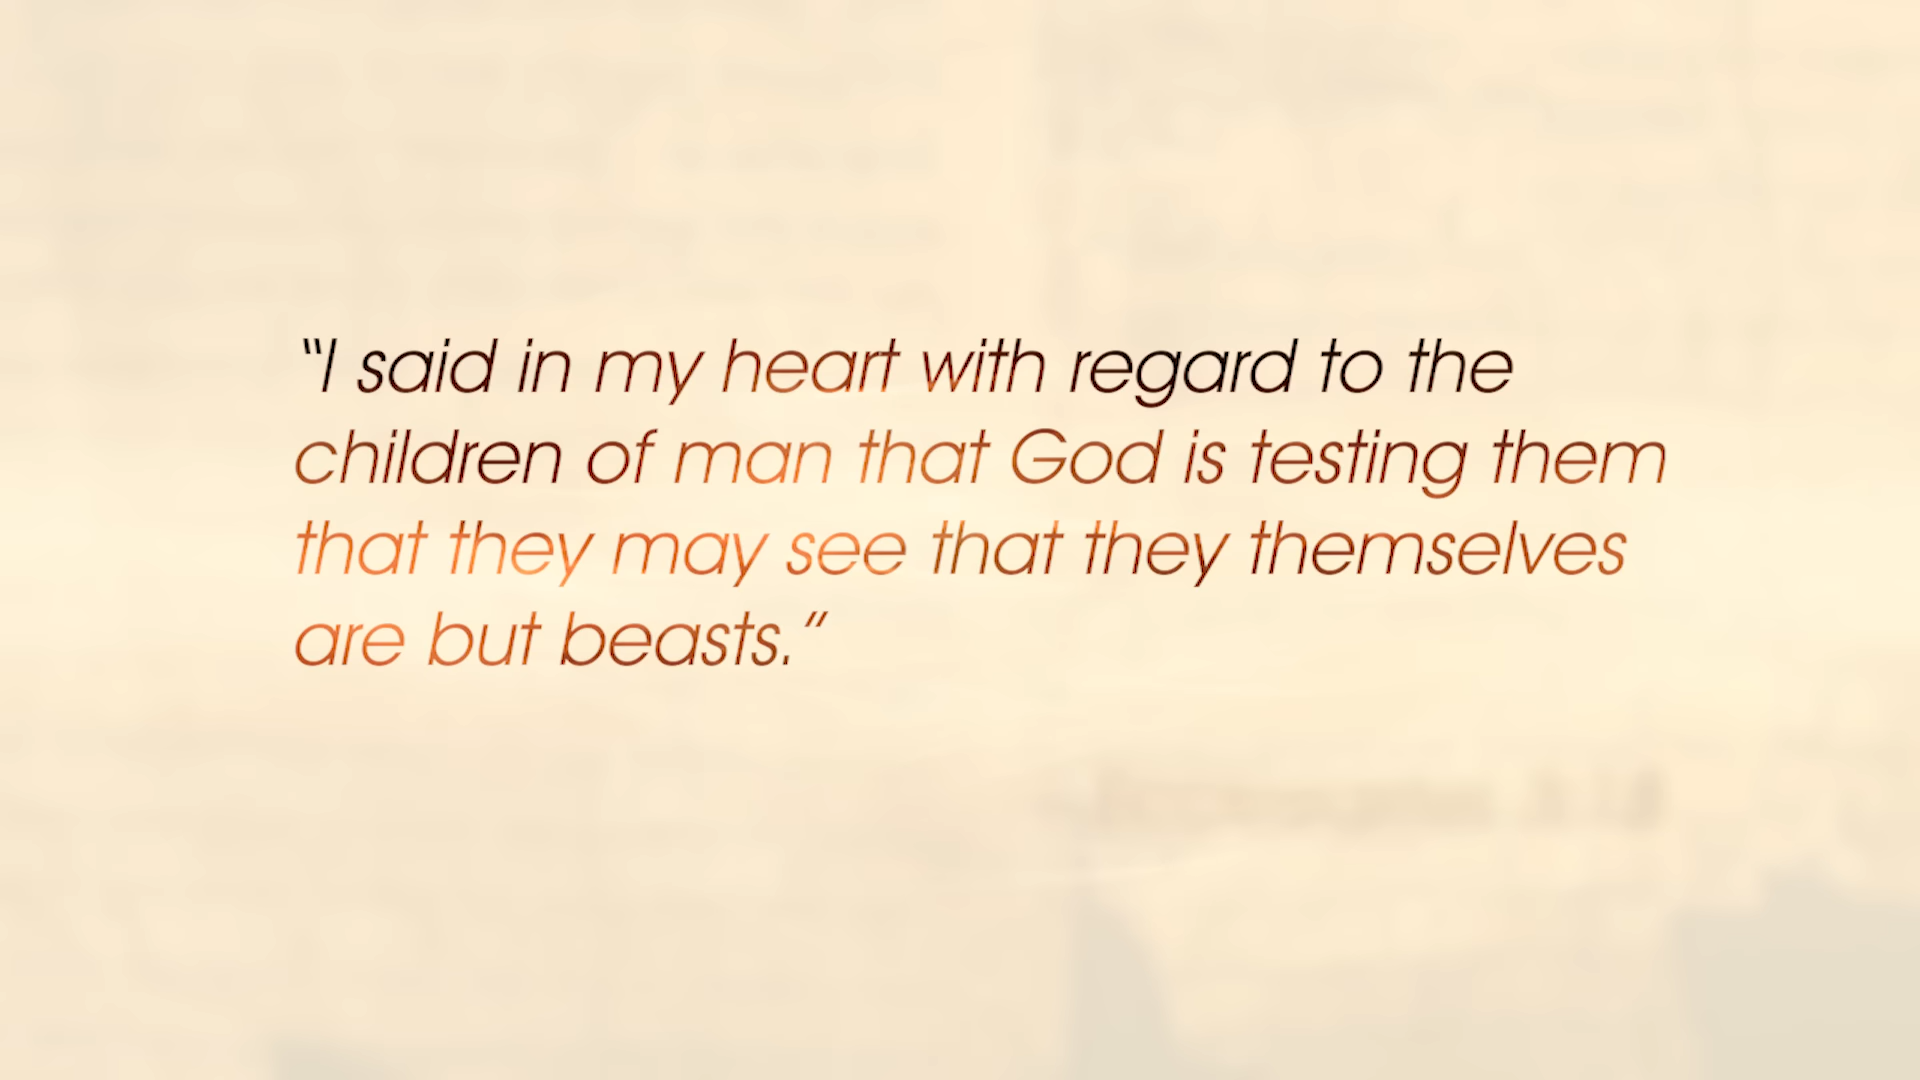 “I said in my heart with regard to the
children of man that God is testing them
that they may see that they themselves
are but beasts.”